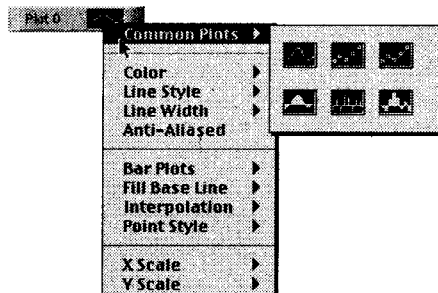 Plot 0
Common Plots
Color
Line Style
Line Width
Anti-Aliased
Bar Plots
Fill Base Line
Interpolation
Point Style
X Scale
Y Scale